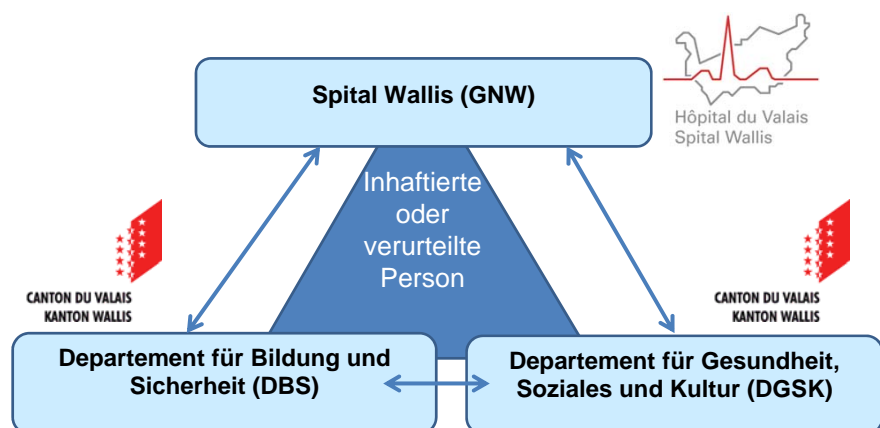 Spital Wallis (GNW)
Hôpital du Valais
Spital Wallis
Inhaftierte
oder
verurteilte
Person
CANTON DU VALAIS
KANTON WALLIS
CANTON DU VALAIS
KANTON WALLIS
Departement für Bildung und
Sicherheit (DBS)
Departement für Gesundheit,
Soziales und Kultur (DGSK)